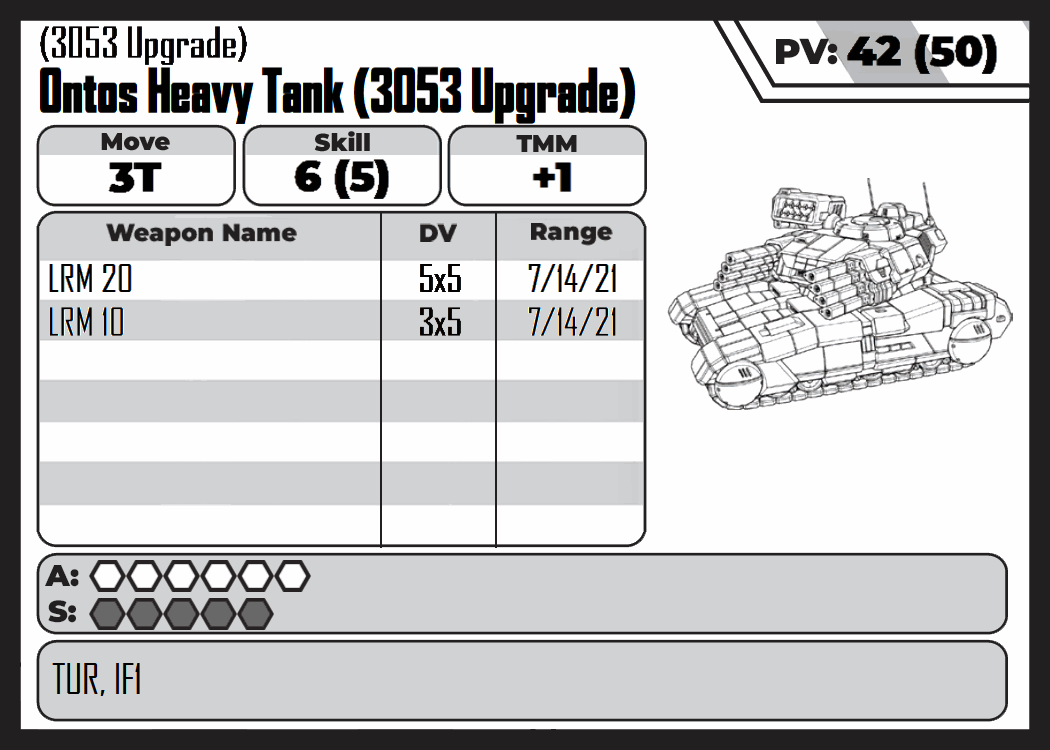 (3053 Upgrade)
Ontos Heavy Tank (3053 Upgrade)
PV: 42 (50)
Move Skill TMM
3T 6 (5) +1
Weapon Name DV Range
LRM 20 5x5 7/14/21
LRM 10 3x5 7/14/21
A:
S:
TUR, IF1